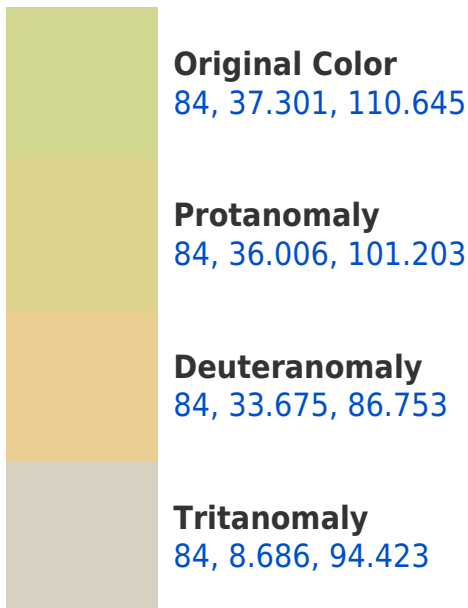 Original Color
84, 37.301, 110.645
Protanomaly
84, 36.006, 101.203
Deuteranomaly
84, 33.675, 86.753
Tritanomaly
84, 8.686, 94.423